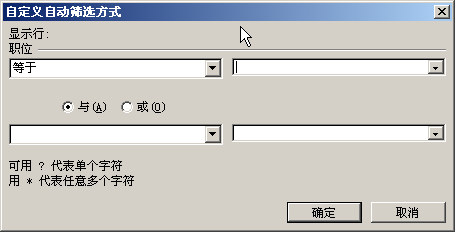 自定义自动筛选方式
显示行:
职位
等于
与(A) 或(O)
可用 ? 代表单个字符
用 * 代表任意多个字符
确定 取消